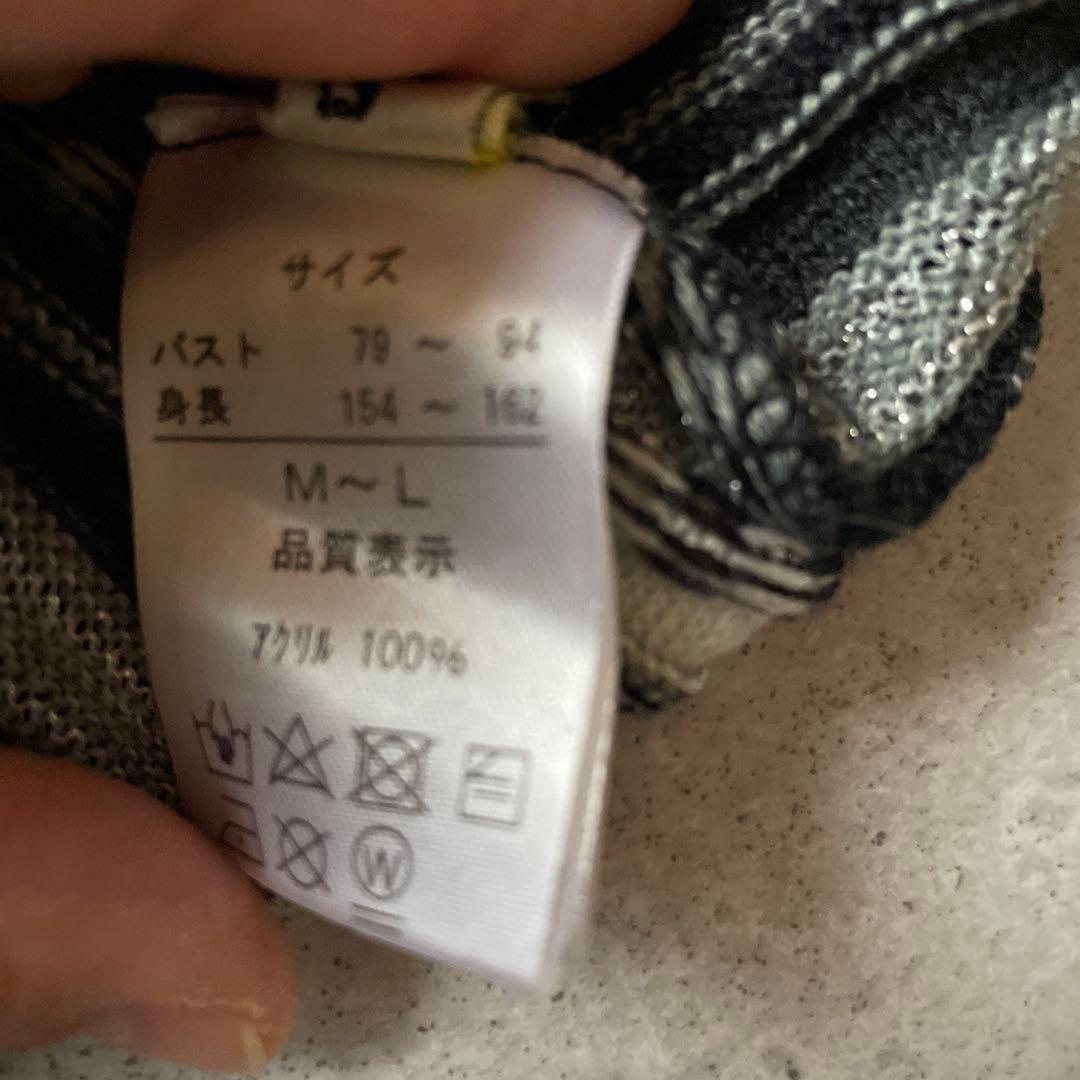 サイズ
バスト 79 ～ 94
身長 154 ～ 162
M～L
品質表示
アクリル 100%
W